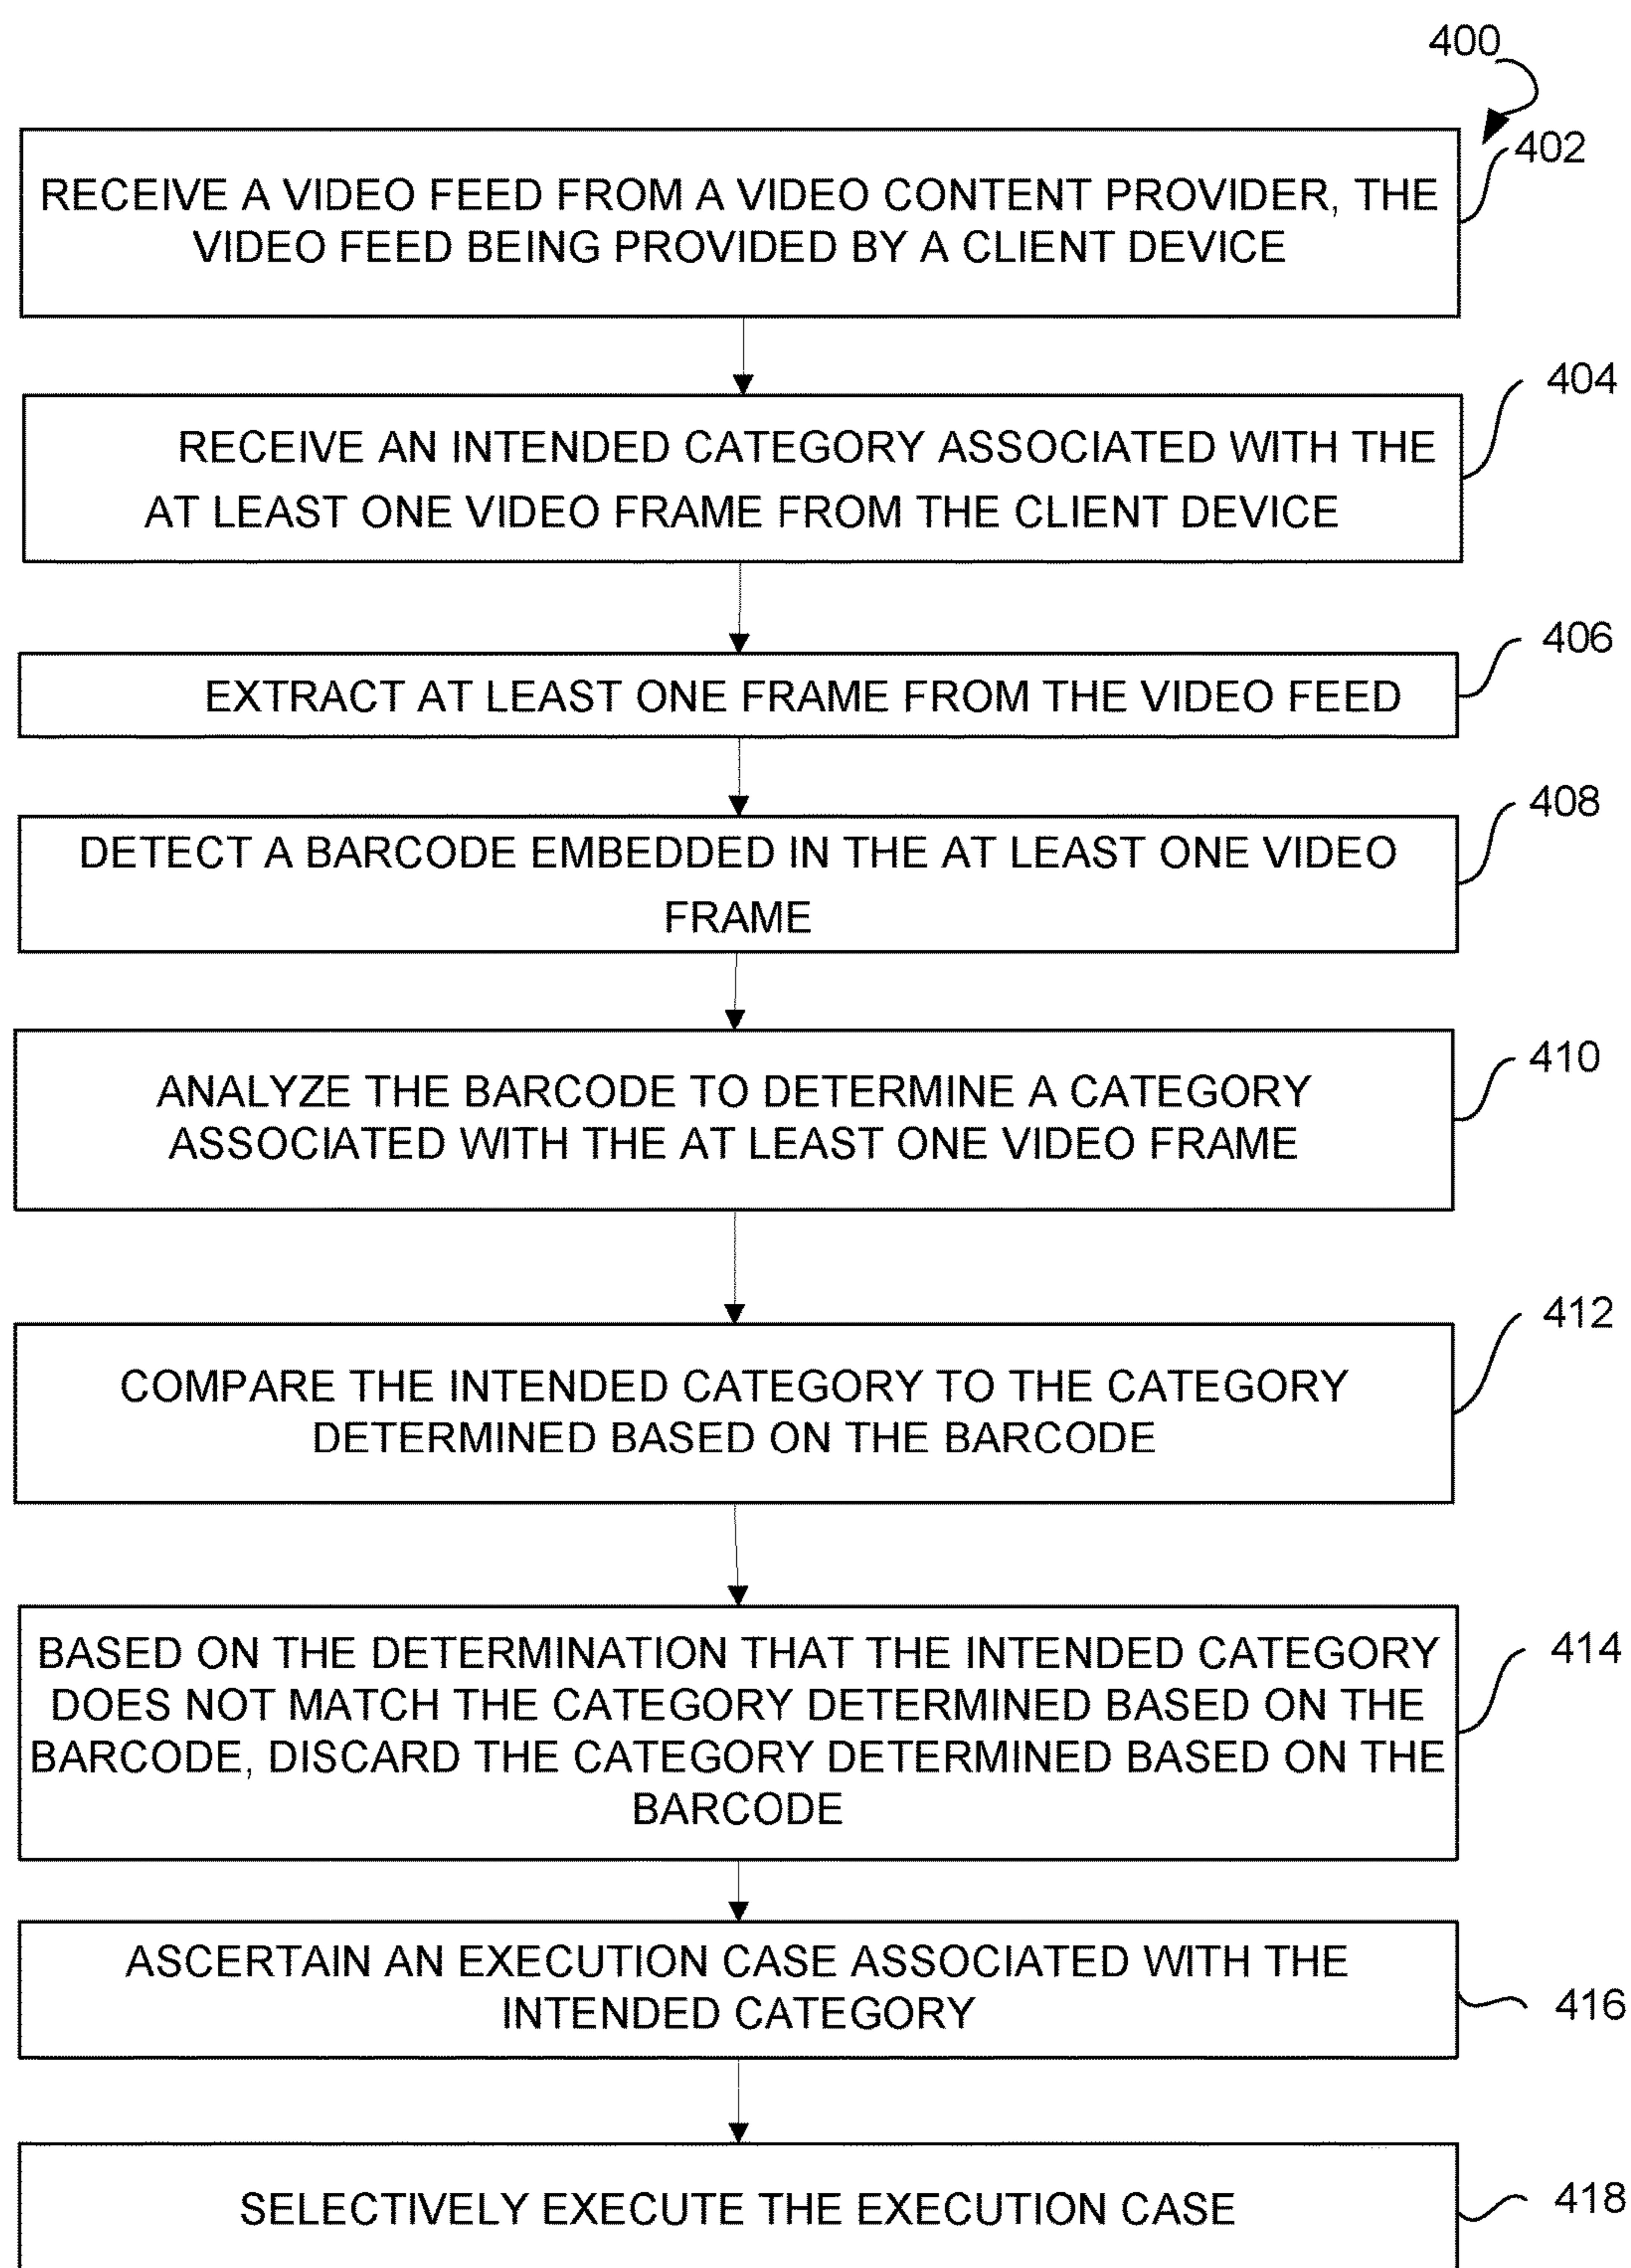 400
402
RECEIVE A VIDEO FEED FROM A VIDEO CONTENT PROVIDER, THE
VIDEO FEED BEING PROVIDED BY A CLIENT DEVICE
404
RECEIVE AN INTENDED CATEGORY ASSOCIATED WITH THE
AT LEAST ONE VIDEO FRAME FROM THE CLIENT DEVICE
406
EXTRACT AT LEAST ONE FRAME FROM THE VIDEO FEED
408
DETECT A BARCODE EMBEDDED IN THE AT LEAST ONE VIDEO
FRAME
410
ANALYZE THE BARCODE TO DETERMINE A CATEGORY
ASSOCIATED WITH THE AT LEAST ONE VIDEO FRAME
412
COMPARE THE INTENDED CATEGORY TO THE CATEGORY
DETERMINED BASED ON THE BARCODE
414
BASED ON THE DETERMINATION THAT THE INTENDED CATEGORY
DOES NOT MATCH THE CATEGORY DETERMINED BASED ON THE
BARCODE, DISCARD THE CATEGORY DETERMINED BASED ON THE
BARCODE
ASCERTAIN AN EXECUTION CASE ASSOCIATED WITH THE
INTENDED CATEGORY
416
SELECTIVELY EXECUTE THE EXECUTION CASE
418